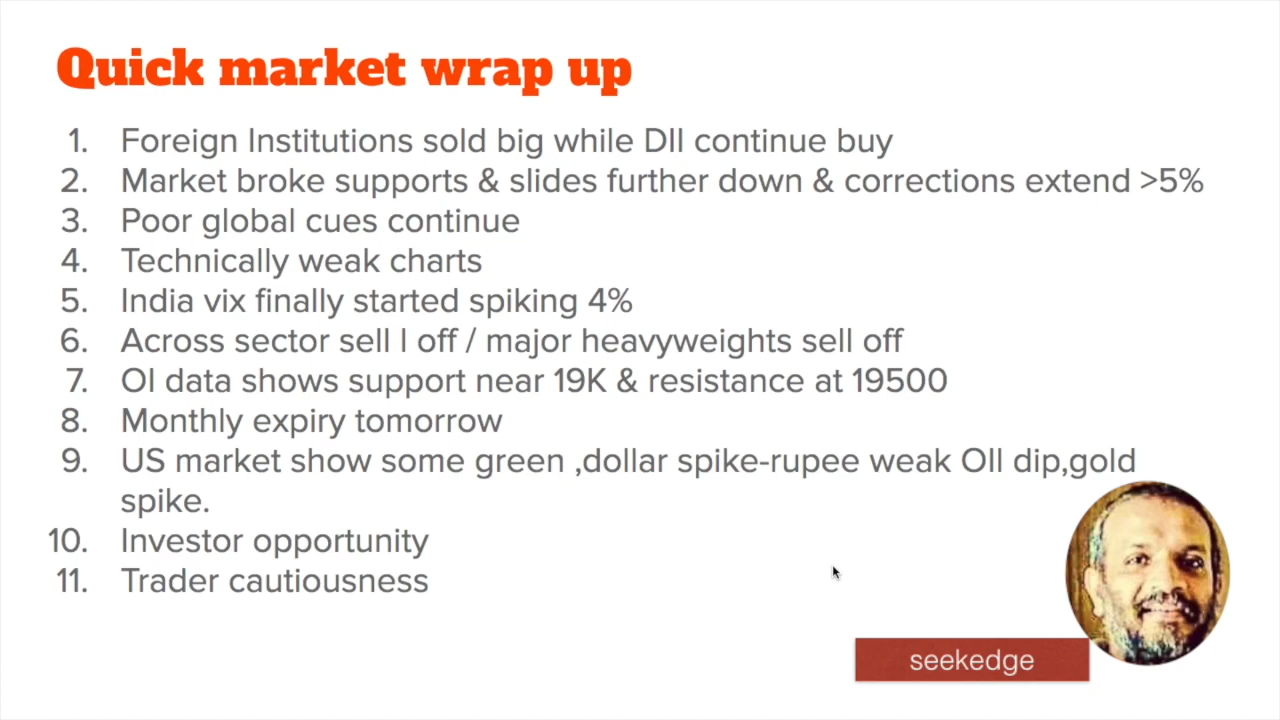 Quick market wrap up
1. Foreign Institutions sold big while DII continue buy
2. Market broke supports & slides further down & corrections extend >5%
3. Poor global cues continue
4. Technically weak charts
5. India vix finally started spiking 4%
6. Across sector sell I off / major heavyweights sell off
7. OI data shows support near 19K & resistance at 19500
8. Monthly expiry tomorrow
9. US market show some green ,dollar spike-rupee weak OIl dip,gold
spike.
10. Investor opportunity
11. Trader cautiousness
seekedge